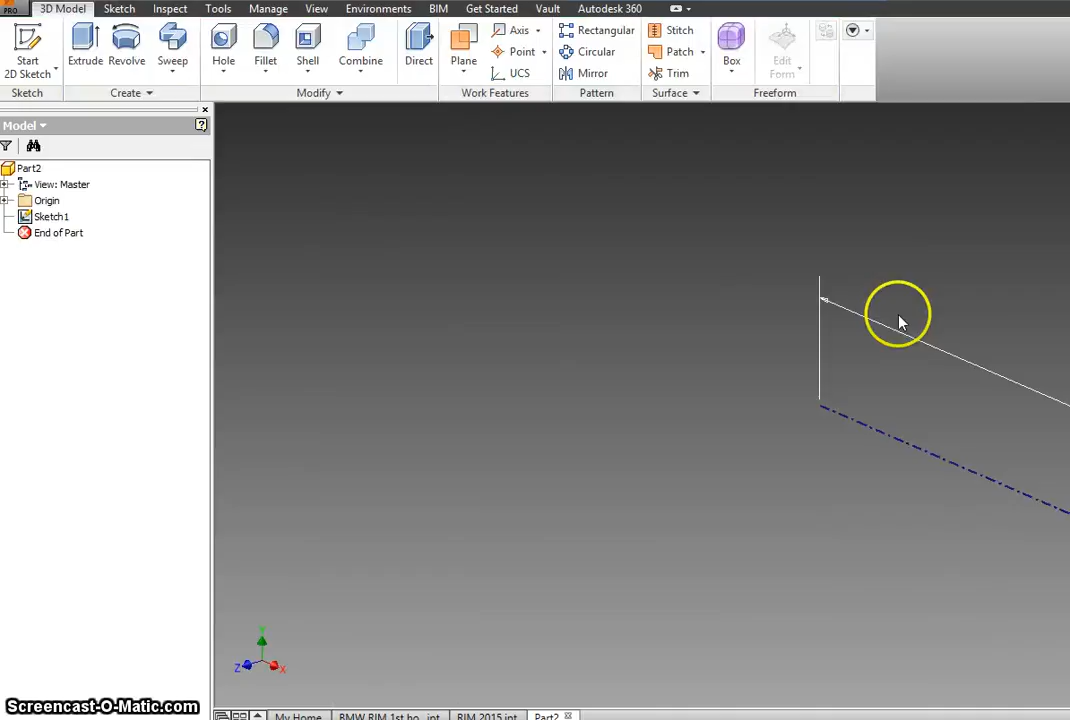 PRO 3D Model Sketch Inspect Tools Manage View Environments BIM Get Started Vault Autodesk 360
Start
2D Sketch
Extrude
Revolve
Sweep
Hole
Fillet
Shell
Combine
Direct
Plane
Axis
Point
UCS
Rectangular
Circular
Mirror
Stitch
Patch
Trim
Box
Edit
Form
Sketch Create Modify Work Features Pattern Surface Freeform
Model
Part2
View: Master
Origin
Sketch1
End of Part
Y
Z X
Screencast-O-Matic.com
My Home BMW RIM 1st ho...ipt RIM 2015.ipt Part2